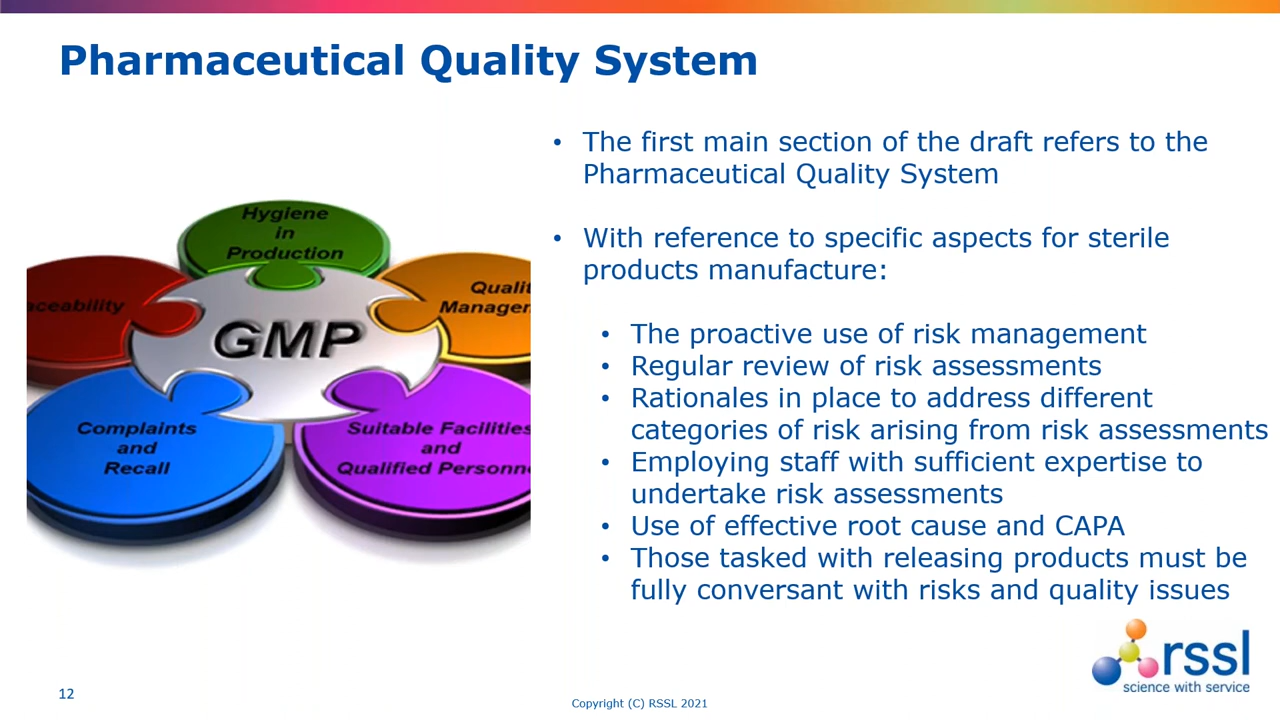 Pharmaceutical Quality System
Hygiene
in
Production
aceability
Qualit
Managen
GMP
Complaints
and
Recall
Suitable Facilities
and
Qualified Personne
• The first main section of the draft refers to the
Pharmaceutical Quality System
• With reference to specific aspects for sterile
products manufacture:
• The proactive use of risk management
• Regular review of risk assessments
• Rationales in place to address different
categories of risk arising from risk assessments
• Employing staff with sufficient expertise to
undertake risk assessments
• Use of effective root cause and CAPA
• Those tasked with releasing products must be
fully conversant with risks and quality issues
rssl
science with service
12
Copyright (C) RSSL 2021